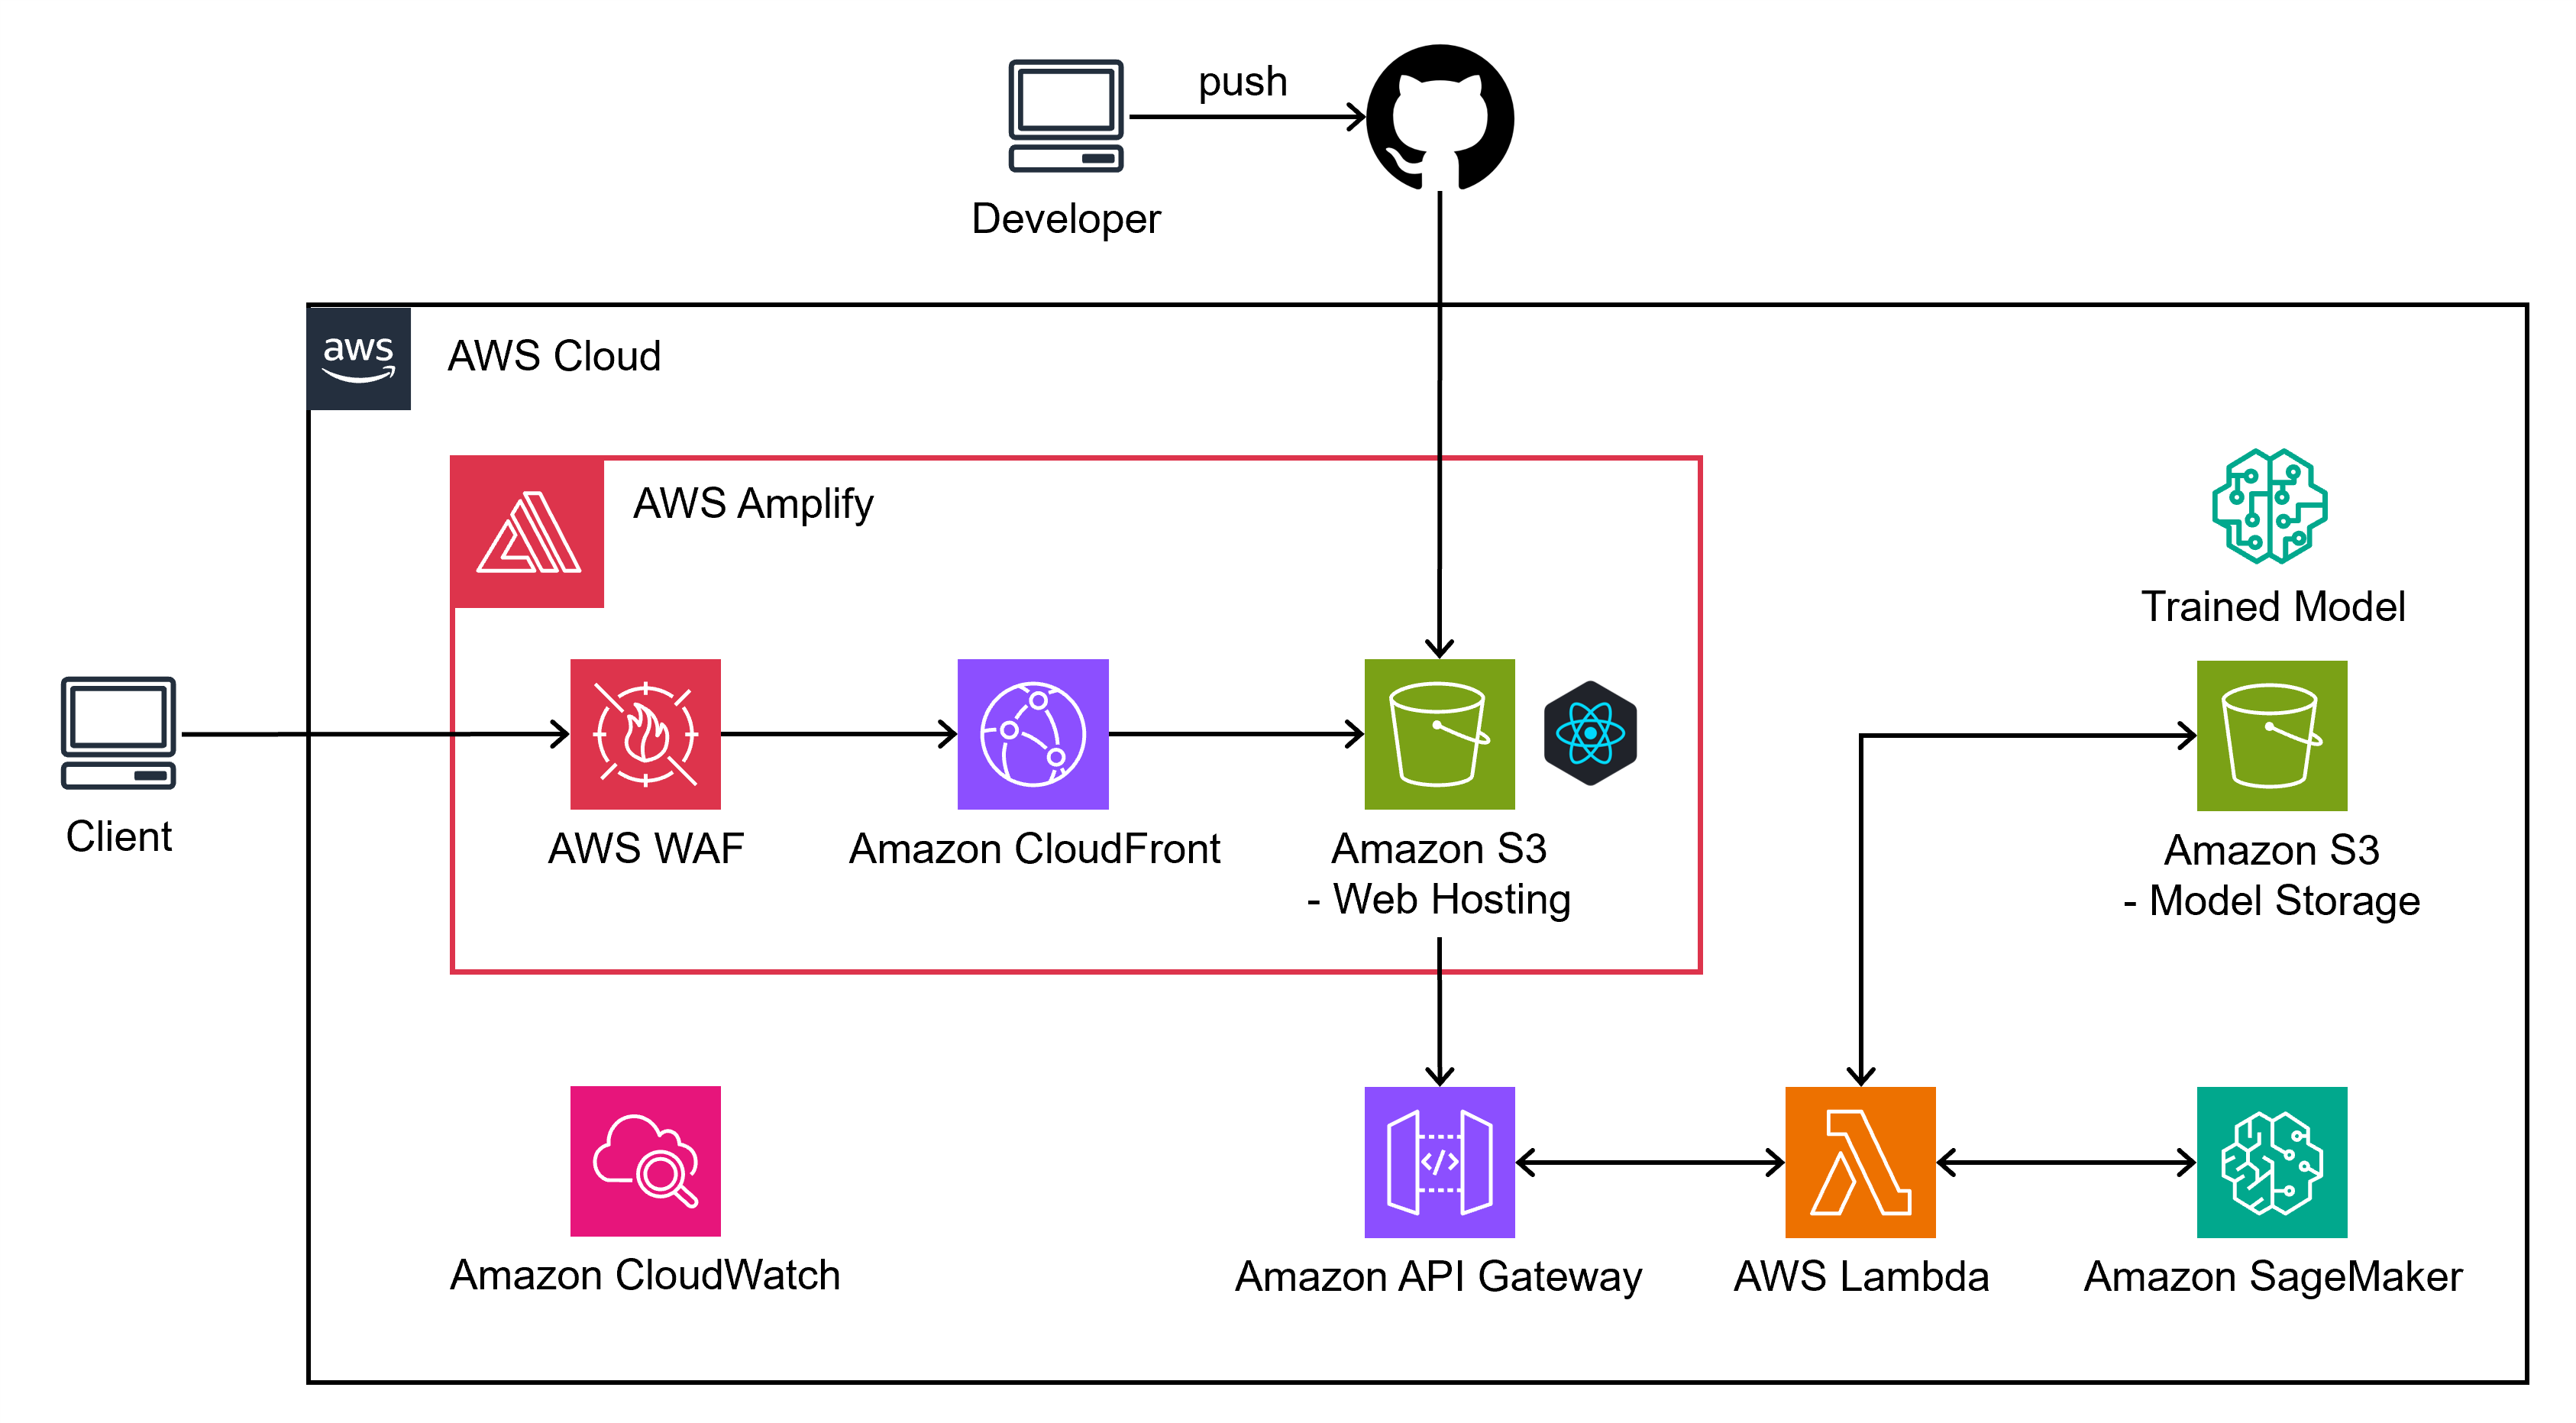 push
Developer
aws
AWS Cloud
AWS Amplify
Trained Model
Client
AWS WAF
Amazon CloudFront
Amazon S3
- Web Hosting
Amazon S3
- Model Storage
</>
Amazon CloudWatch
Amazon API Gateway
AWS Lambda
Amazon SageMaker